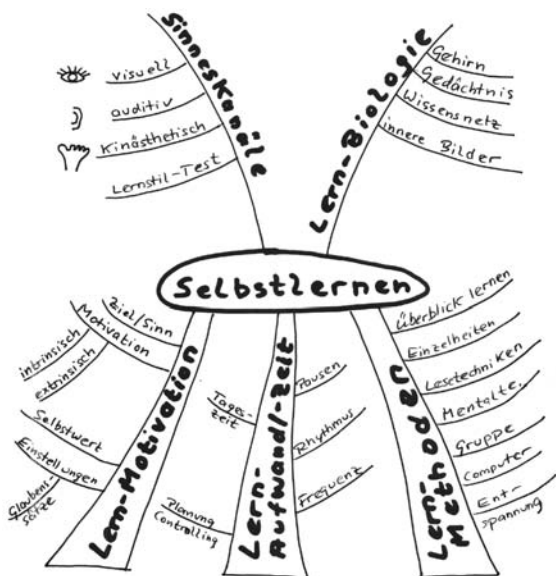 Sinneskanäle
visuell
auditiv
Kinästhetisch
Lernstil-Test
Lern-Biologie
Gehirn
Gedächtnis
Wissensnetz
innere Bilder
Selbstlernen
Lern-Motivation
Ziel/Sinn
Motivation
intrinsisch
extrinsisch
Selbstwert
Einstellungen
Glaubens-
sätze
Lern-
Aufwand/-Zeit
Tages-
zeit
Planung
Controlling
Pausen
Rhythmus
Frequenz
Lern-
Methoden
Überblick lernen
Einzelheiten
Lesetechniken
Mentalte.
Gruppe
Computer
Ent-
spannung